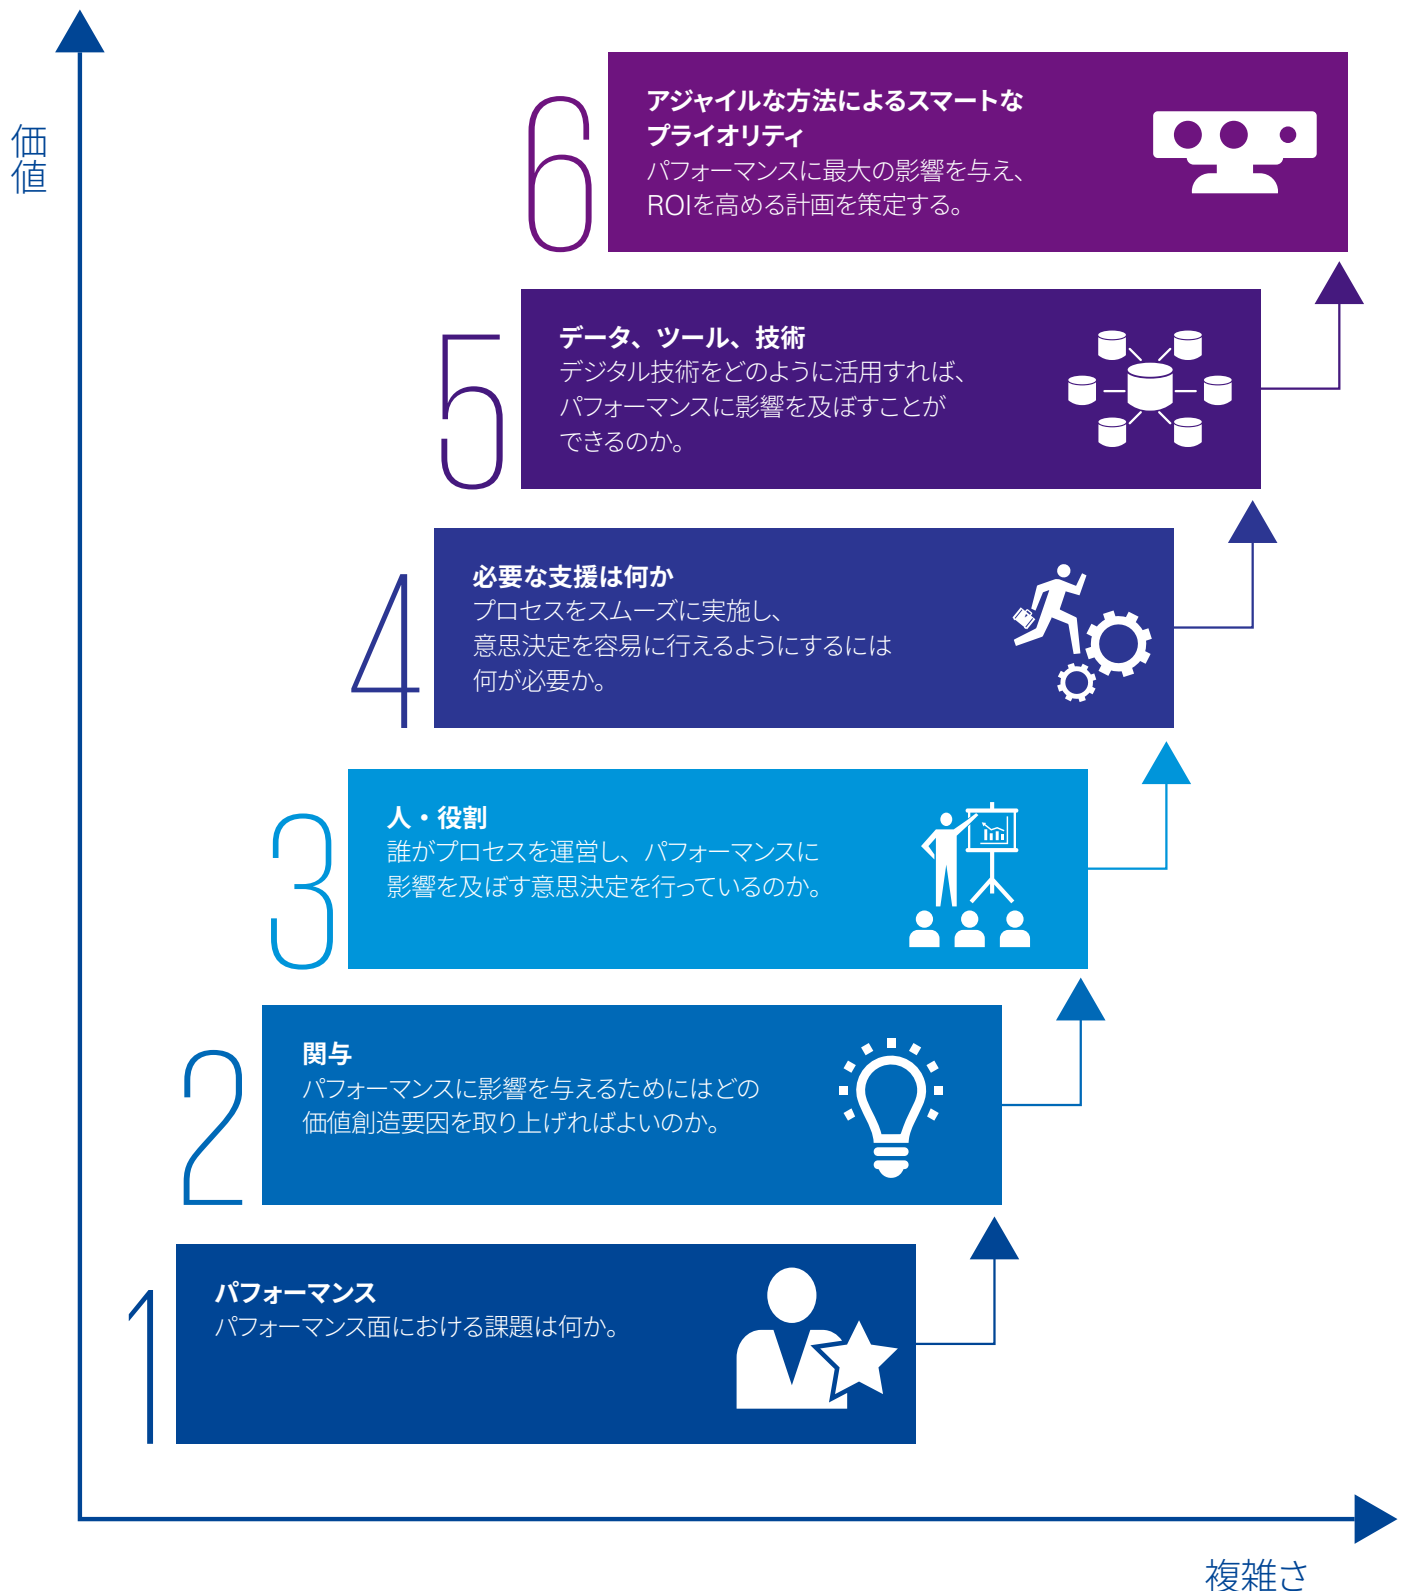 価値
6
アジャイルな方法によるスマートな
プライオリティ
パフォーマンスに最大の影響を与え、
ROIを高める計画を策定する。
5
データ、ツール、技術
デジタル技術をどのように活用すれば、
パフォーマンスに影響を及ぼすことが
できるのか。
4
必要な支援は何か
プロセスをスムーズに実施し、
意思決定を容易に行えるようにするには
何が必要か。
3
人・役割
誰がプロセスを運営し、パフォーマンスに
影響を及ぼす意思決定を行っているのか。
2
関与
パフォーマンスに影響を与えるためにはどの
価値創造要因を取り上げればよいのか。
1
パフォーマンス
パフォーマンス面における課題は何か。
複雑さ